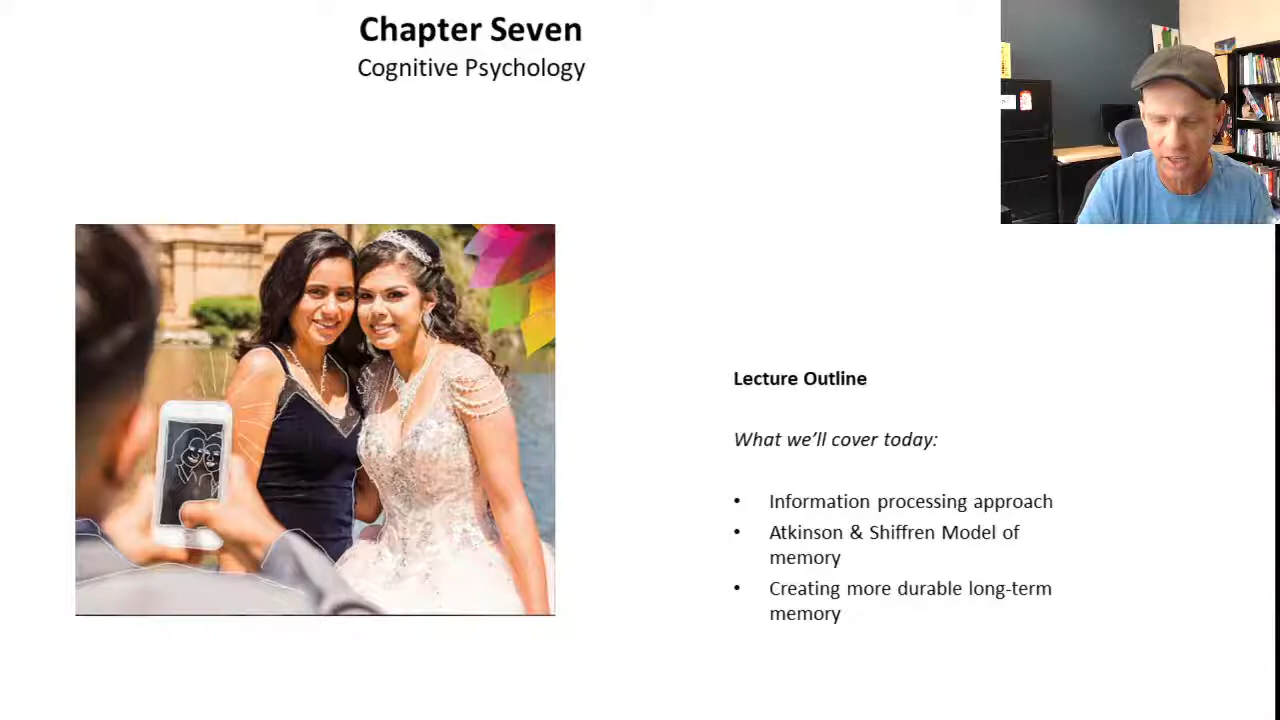 Chapter Seven
Cognitive Psychology
Lecture Outline
What we'll cover today:
• Information processing approach
• Atkinson & Shiffren Model of
memory
• Creating more durable long-term
memory